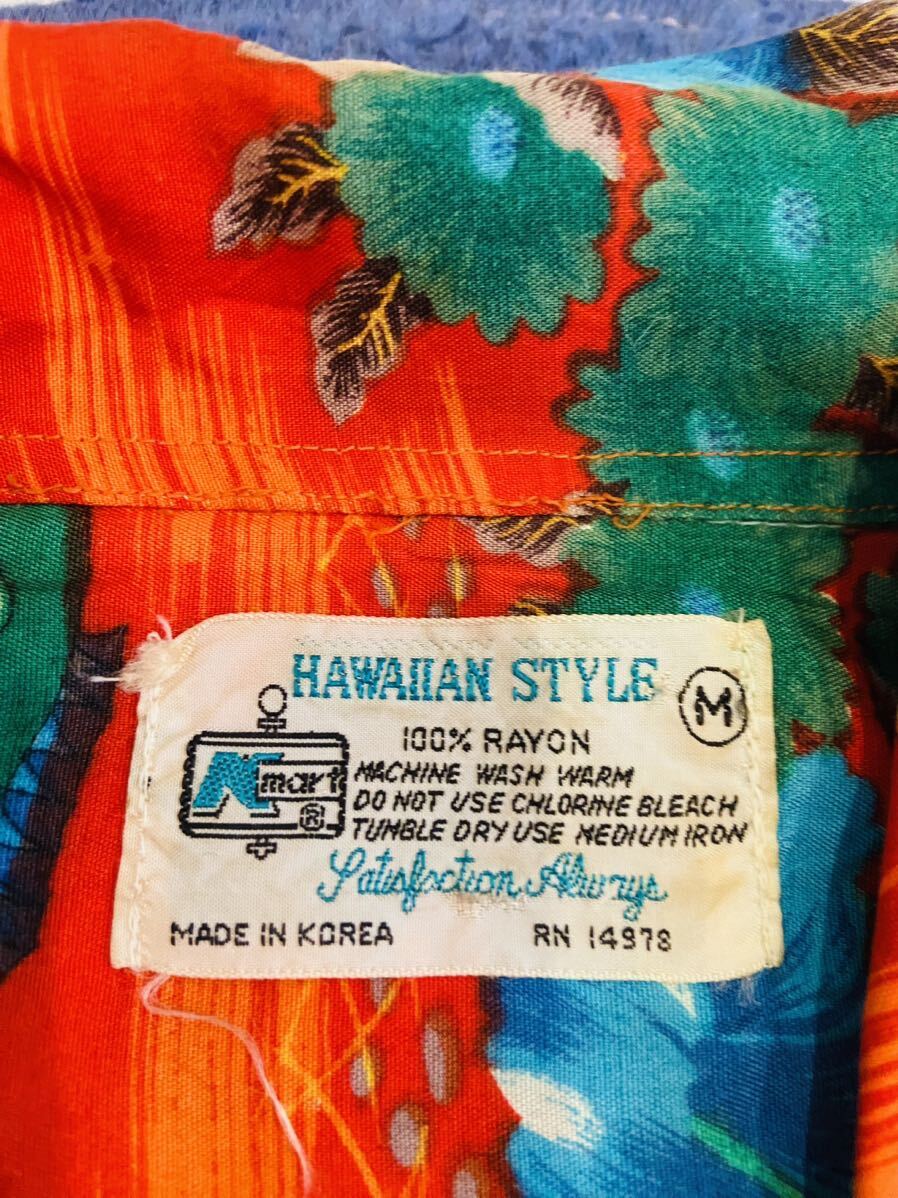 HAWAIIAN STYLE
M
100% RAYON
K mart ®
MACHINE WASH WARM
DO NOT USE CHLORINE BLEACH
TUMBLE DRY USE MEDIUM IRON
Satisfaction Always
MADE IN KOREA RN 14978